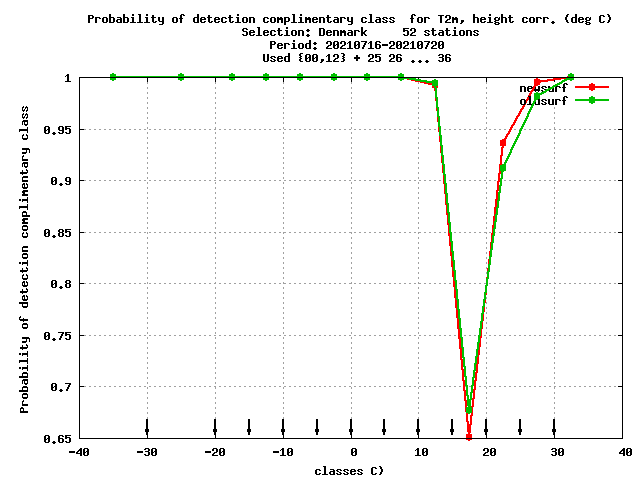 Probability of detection complimentary class  for T2m, height corr. (deg C)
Selection: Denmark     52 stations
Period: 20210716-20210720
Used {00,12} + 25 26 ... 36
Probability of detection complimentary class
1
0.95
0.9
0.85
0.8
0.75
0.7
0.65
newsurf
oldsurf
-40 -30 -20 -10 0 10 20 30 40
classes C)